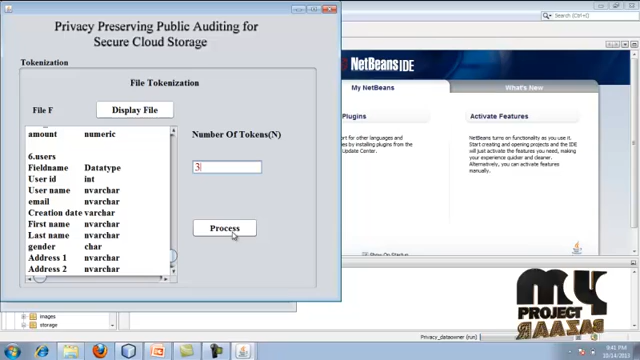 Privacy Preserving Public Auditing for
Secure Cloud Storage
Tokenization
File Tokenization
File F
Display File
Number Of Tokens(N)
3
Process
amount numeric
6.users
Fieldname Datatype
User id int
User name nvarchar
email nvarchar
Creation date varchar
First name nvarchar
Last name nvarchar
gender char
Address 1 nvarchar
Address 2 nvarchar
Search (Ctrl+I)
NetBeans IDE
My NetBeans
What's New
Plugins
Activate Features
NetBeans turns on functionality as you use
it. Start creating and opening projects and
the IDE will just activate the features you need,
making your experience quicker and cleaner.
Alternatively, you can activate features
manually.
Show On Startup
images
storage
Privacy_dataowner (run)
MY
PROJECT
BAZAAR
9:41 PM